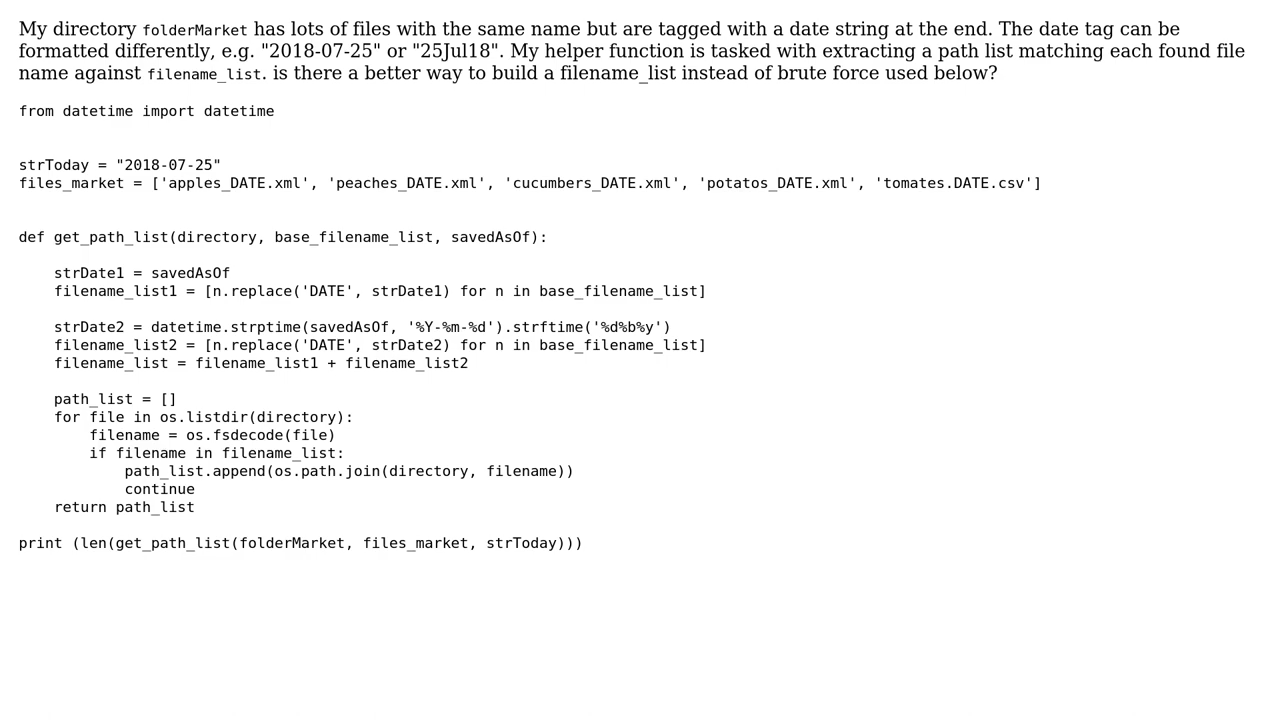 My directory folderMarket has lots of files with the same name but are tagged with a date string at the end. The date tag can be
formatted differently, e.g. "2018-07-25" or "25Jul18". My helper function is tasked with extracting a path list matching each found file
name against filename_list. is there a better way to build a filename_list instead of brute force used below?
from datetime import datetime
strToday = "2018-07-25"
files_market = ['apples_DATE.xml', 'peaches_DATE.xml', 'cucumbers_DATE.xml', 'potatos_DATE.xml', 'tomates.DATE.csv']
def get_path_list(directory, base_filename_list, savedAsOf):
    strDate1 = savedAsOf
    filename_list1 = [n.replace('DATE', strDate1) for n in base_filename_list]
    strDate2 = datetime.strptime(savedAsOf, '%Y-%m-%d').strftime('%d%b%y')
    filename_list2 = [n.replace('DATE', strDate2) for n in base_filename_list]
    filename_list = filename_list1 + filename_list2
    path_list = []
    for file in os.listdir(directory):
        filename = os.fsdecode(file)
        if filename in filename_list:
            path_list.append(os.path.join(directory, filename))
            continue
    return path_list
print (len(get_path_list(folderMarket, files_market, strToday)))